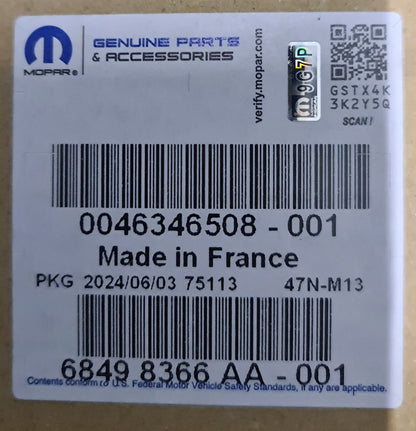 MOPAR®
GENUINE PARTS
& ACCESSORIES
verify.mopar.com
m 9G7P
GSTX4K
3K2Y5Q
SCAN!
0046346508 - 001
Made in France
PKG 2024/06/03 75113 47N-M13
6849 8366 AA - 001
Contents conform to U.S. Federal Motor Vehicle Safety Standards, if any are applicable.